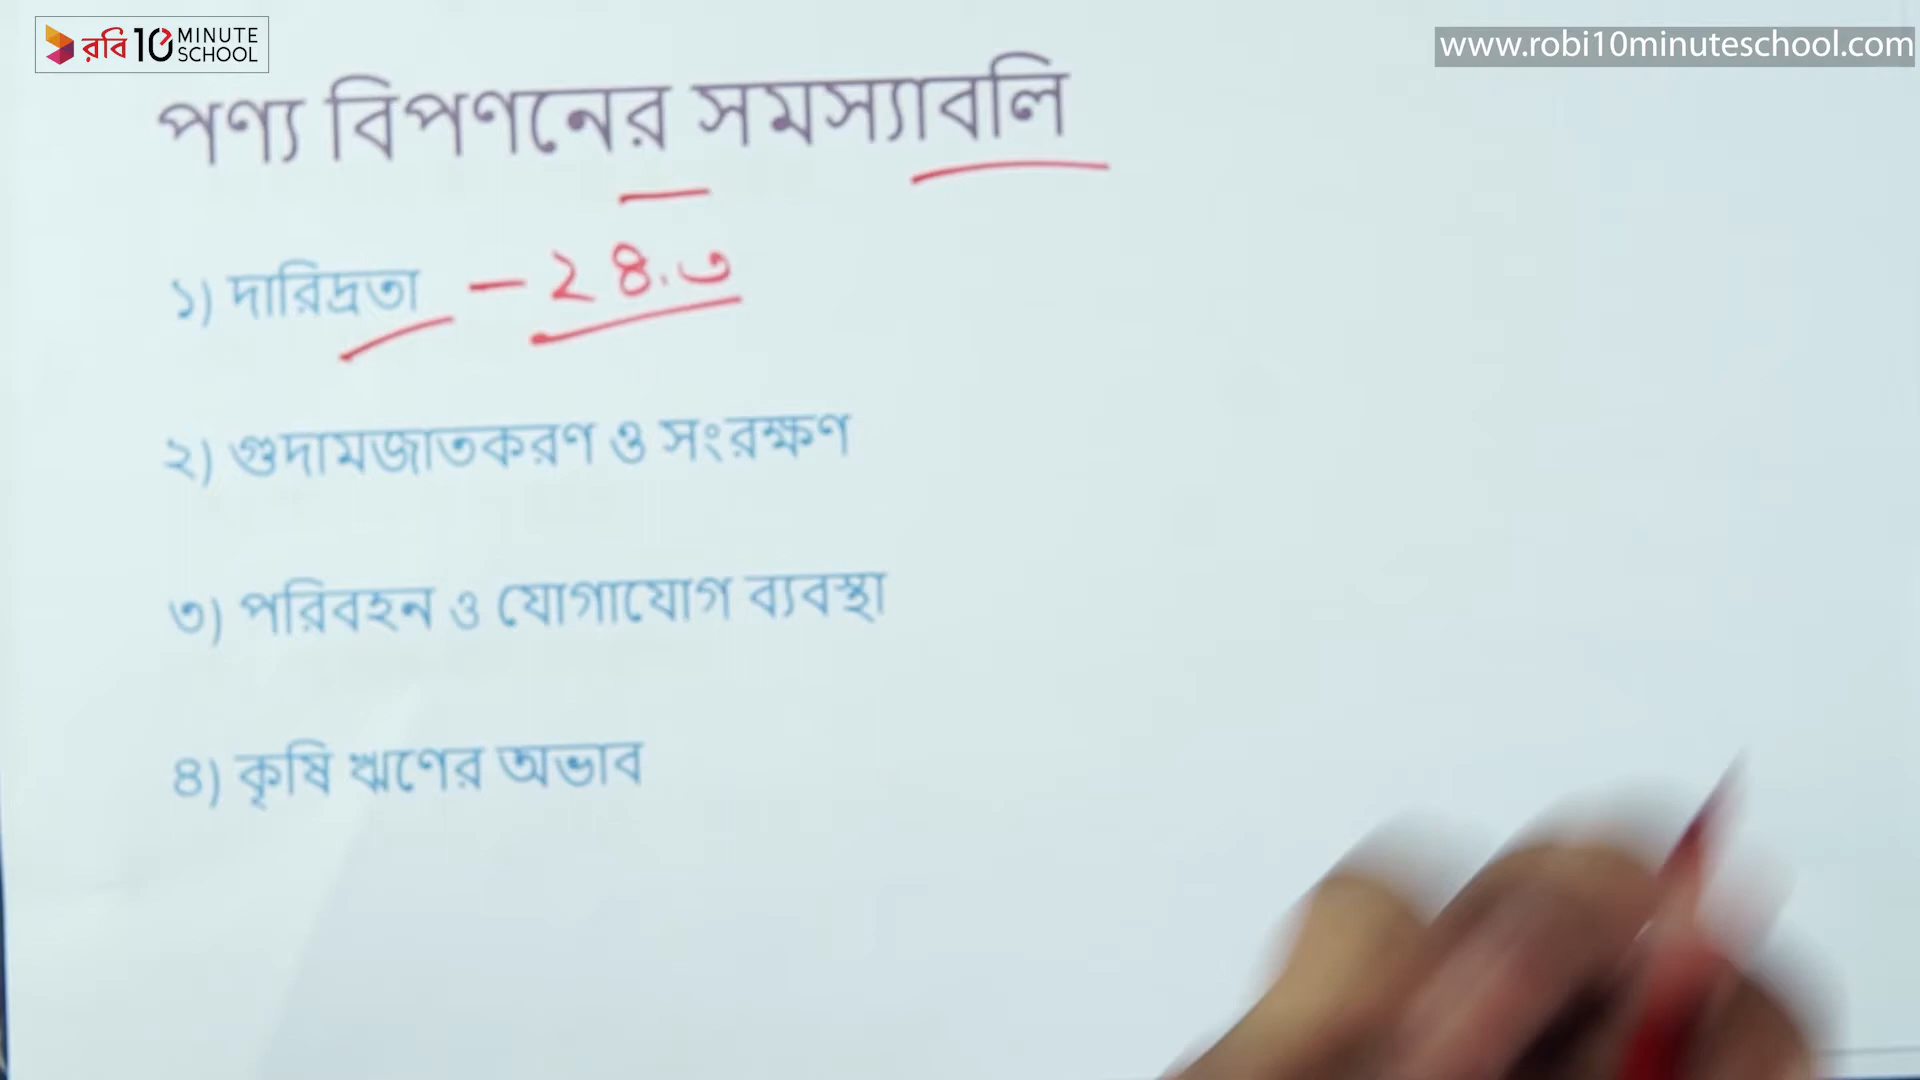 রবি 10 MINUTE SCHOOL
www.robi10minuteschool.com
পণ্য বিপণনের সমস্যাবলি
১) দারিদ্রতা – ২৪.৩
২) গুদামজাতকরণ ও সংরক্ষণ
৩) পরিবহন ও যোগাযোগ ব্যবস্থা
৪) কৃষি ঋণের অভাব